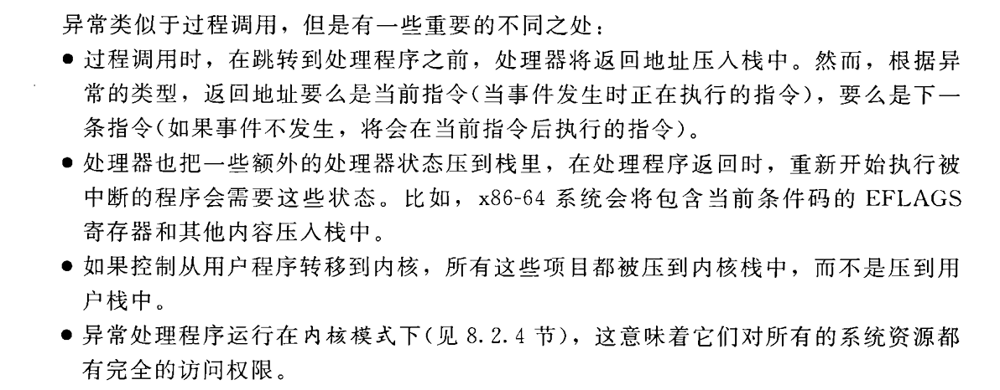 异常类似于过程调用，但是有一些重要的不同之处：
● 过程调用时，在跳转到处理程序之前，处理器将返回地址压入栈中。然而，根据异
常的类型，返回地址要么是当前指令(当事件发生时正在执行的指令)，要么是下一
条指令(如果事件不发生，将会在当前指令后执行的指令)。
● 处理器也把一些额外的处理器状态压到栈里，在处理程序返回时，重新开始执行被
中断的程序会需要这些状态。比如，x86-64 系统会将包含当前条件码的 EFLAGS
寄存器和其他内容压入栈中。
● 如果控制从用户程序转移到内核，所有这些项目都被压到内核栈中，而不是压到用
户栈中。
● 异常处理程序运行在内核模式下(见 8.2.4 节)，这意味着它们对所有的系统资源都
有完全的访问权限。